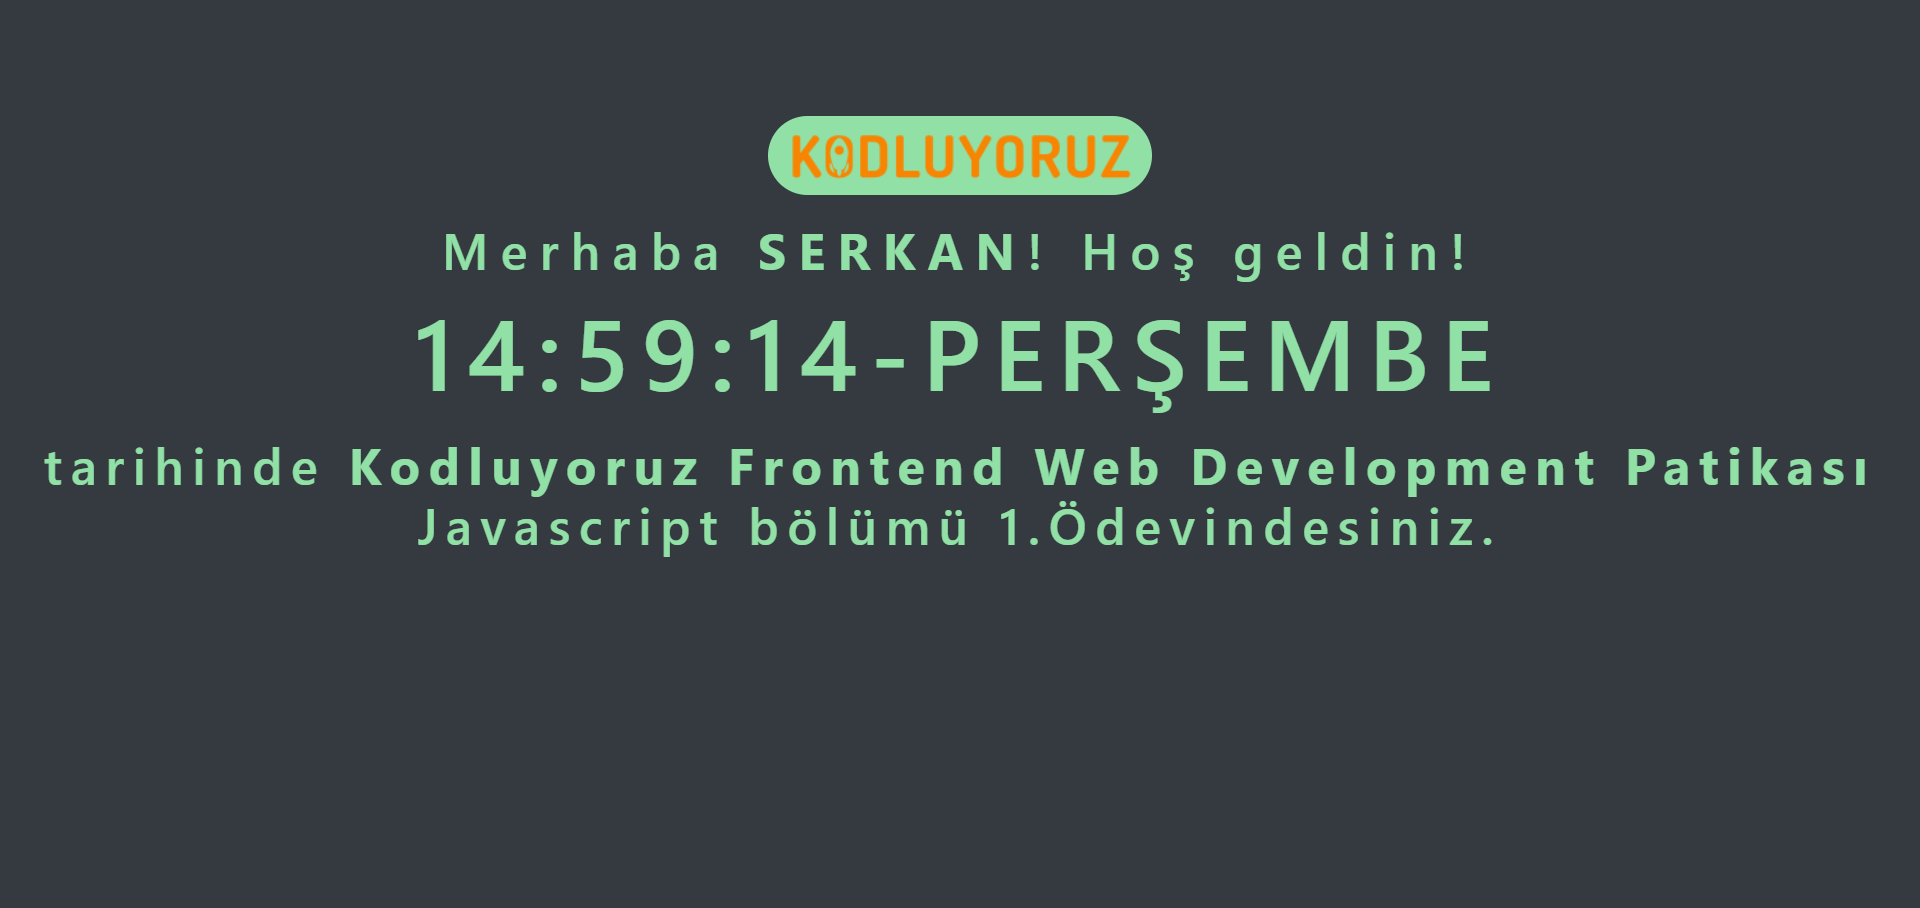 KODLUYORUZ
Merhaba SERKAN! Hoş geldin!
14:59:14-PERŞEMBE
tarihinde Kodluyoruz Frontend Web Development Patikası
Javascript bölümü 1.Ödevindesiniz.